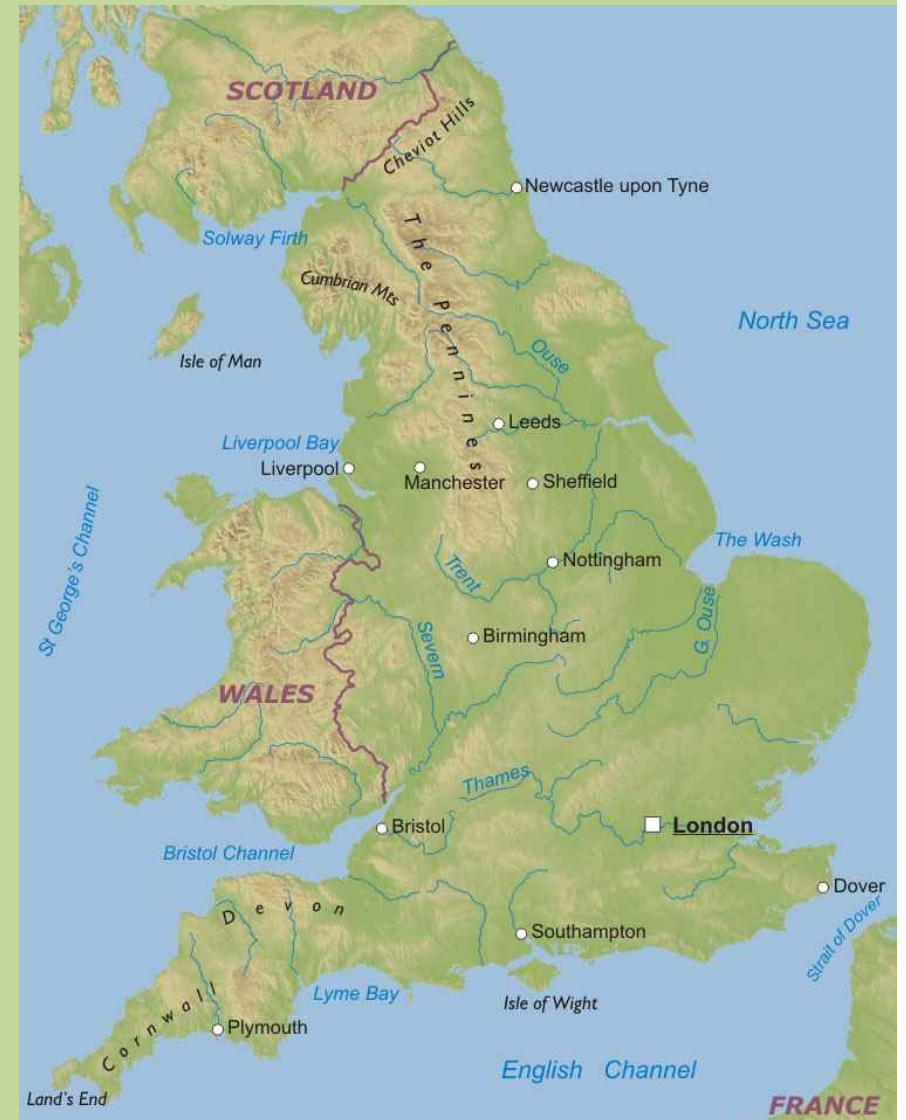 SCOTLAND
Cheviot Hills
Newcastle upon Tyne
Solway Firth
The Pennines
Cumbrian Mts
North Sea
Isle of Man
Ouse
Leeds
Liverpool Bay
Liverpool
Manchester
Sheffield
St George's Channel
The Wash
Nottingham
Trent
G. Ouse
Severn
Birmingham
WALES
Thames
London
Bristol
Bristol Channel
Dover
Devon
Southampton
Strait of Dover
Lyme Bay
Isle of Wight
Cornwall
Plymouth
English Channel
Land's End
FRANCE